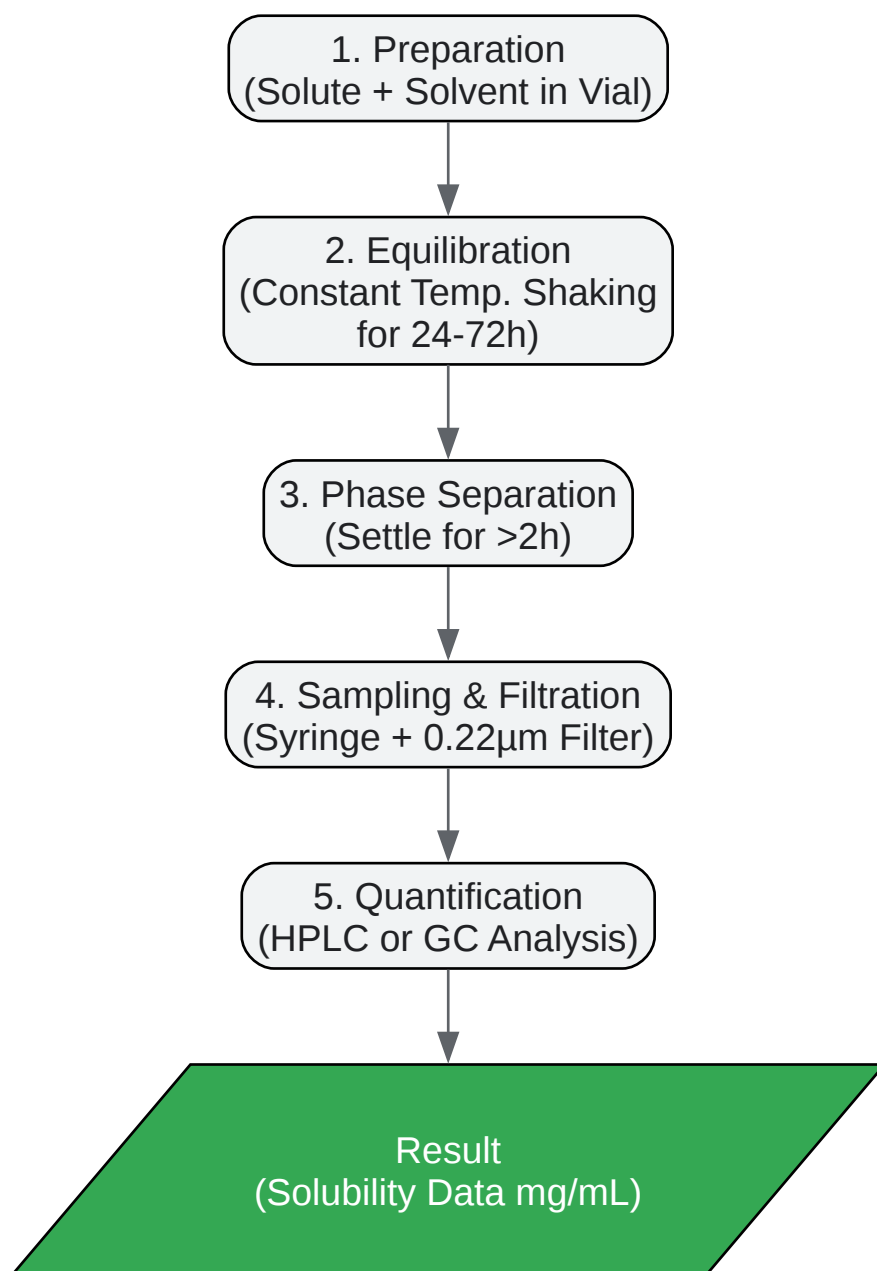 1. Preparation
(Solute + Solvent in Vial)
2. Equilibration
(Constant Temp. Shaking
for 24-72h)
3. Phase Separation
(Settle for >2h)
4. Sampling & Filtration
(Syringe + 0.22µm Filter)
5. Quantification
(HPLC or GC Analysis)
Result
(Solubility Data mg/mL)